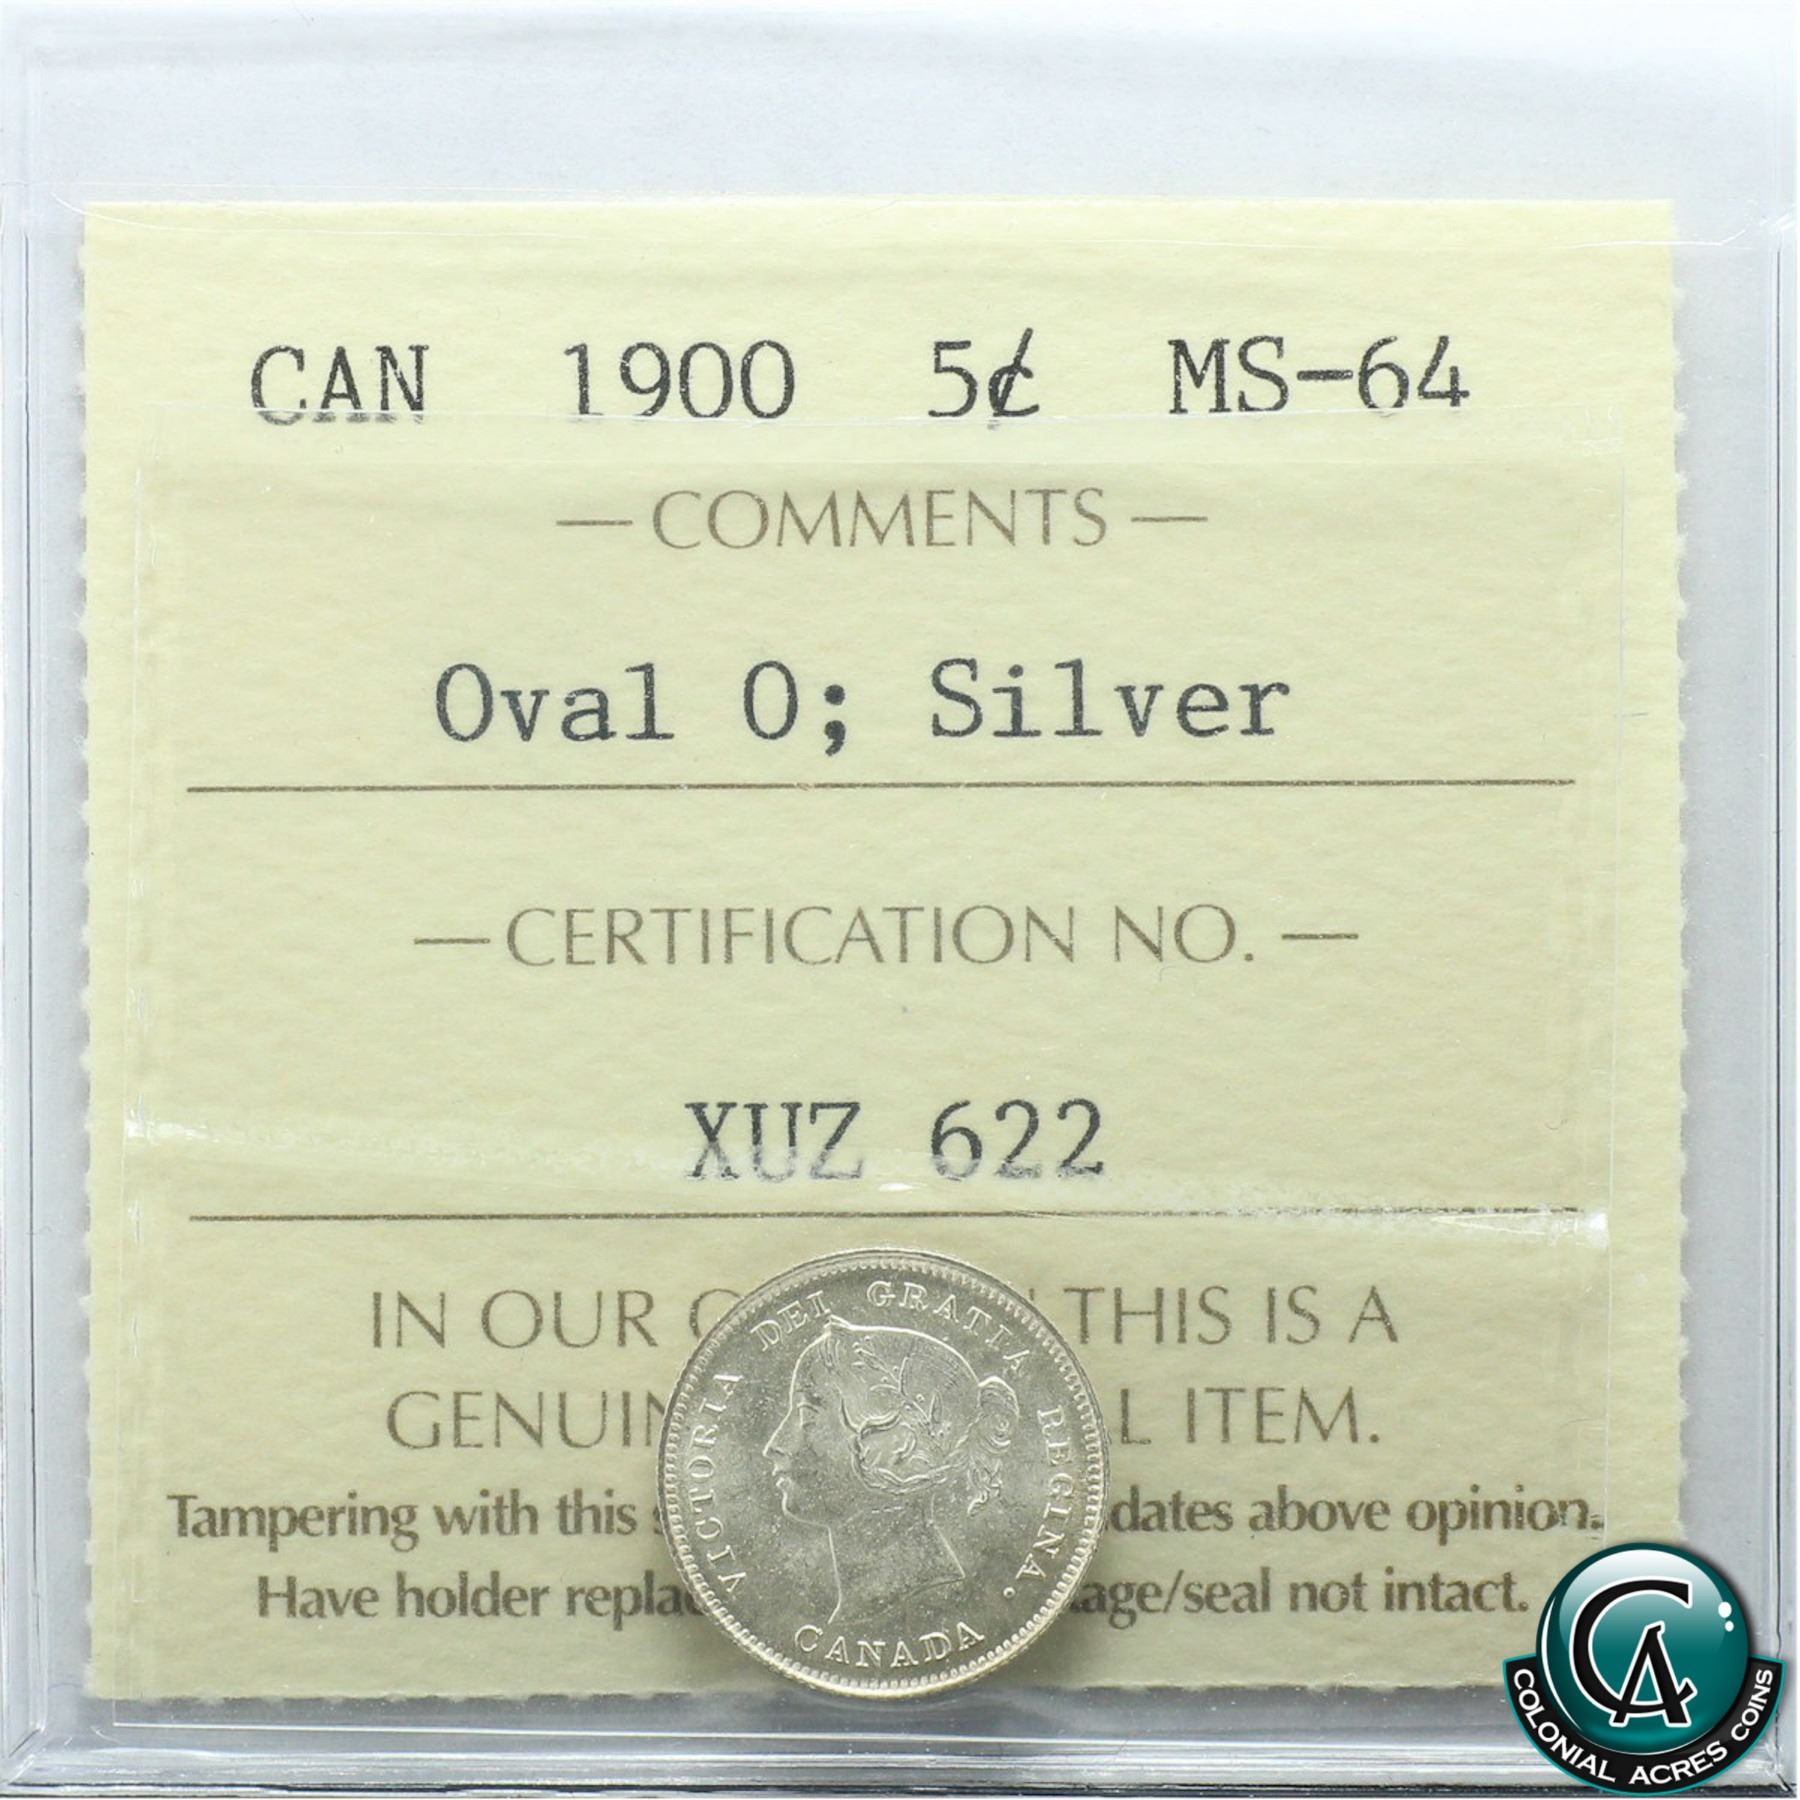 CAN 1900 5¢ MS-64
— COMMENTS —
Oval 0; Silver
— CERTIFICATION NO. —
XUZ 622
IN OUR THIS IS A
GENUIN L ITEM.
Tampering with this dates above opinion.
Have holder repla age/seal not intact.
VICTORIA DEI GRATIA REGINA.
CANADA
CA
COLONIAL ACRES COINS